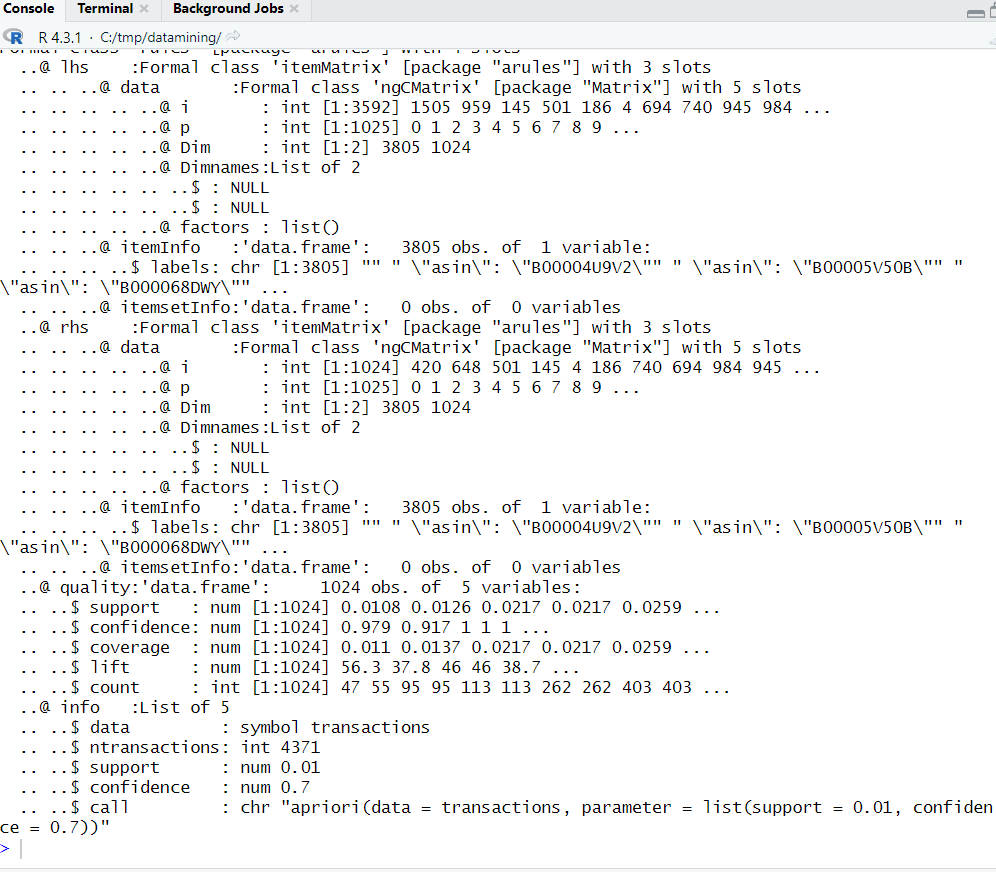 Console Terminal Background Jobs
R R 4.3.1 · C:/tmp/datamining/
Formal class 'rules' [package "arules"] with 4 slots
..@ lhs :Formal class 'itemMatrix' [package "arules"] with 3 slots
.. .. ..@ data :Formal class 'ngCMatrix' [package "Matrix"] with 5 slots
.. .. .. .. ..@ i : int [1:3592] 1505 959 145 501 186 4 694 740 945 984 ...
.. .. .. .. ..@ p : int [1:1025] 0 1 2 3 4 5 6 7 8 9 ...
.. .. .. .. ..@ Dim : int [1:2] 3805 1024
.. .. .. .. ..@ Dimnames:List of 2
.. .. .. .. .. ..$ : NULL
.. .. .. .. .. ..$ : NULL
.. .. .. .. ..@ factors : list()
.. .. ..@ itemInfo :'data.frame': 3805 obs. of 1 variable:
.. .. .. ..$ labels: chr [1:3805] "" " \"asin\": \"B00004U9V2\"" " \"asin\": \"B00005V50B\"" "
\"asin\": \"B000068DWY\"" ...
.. .. ..@ itemsetInfo:'data.frame': 0 obs. of 0 variables
..@ rhs :Formal class 'itemMatrix' [package "arules"] with 3 slots
.. .. ..@ data :Formal class 'ngCMatrix' [package "Matrix"] with 5 slots
.. .. .. .. ..@ i : int [1:1024] 420 648 501 145 4 186 740 694 984 945 ...
.. .. .. .. ..@ p : int [1:1025] 0 1 2 3 4 5 6 7 8 9 ...
.. .. .. .. ..@ Dim : int [1:2] 3805 1024
.. .. .. .. ..@ Dimnames:List of 2
.. .. .. .. .. ..$ : NULL
.. .. .. .. .. ..$ : NULL
.. .. .. .. ..@ factors : list()
.. .. ..@ itemInfo :'data.frame': 3805 obs. of 1 variable:
.. .. .. ..$ labels: chr [1:3805] "" " \"asin\": \"B00004U9V2\"" " \"asin\": \"B00005V50B\"" "
\"asin\": \"B000068DWY\"" ...
.. .. ..@ itemsetInfo:'data.frame': 0 obs. of 0 variables
..@ quality:'data.frame': 1024 obs. of 5 variables:
.. ..$ support : num [1:1024] 0.0108 0.0126 0.0217 0.0217 0.0259 ...
.. ..$ confidence: num [1:1024] 0.979 0.917 1 1 1 ...
.. ..$ coverage : num [1:1024] 0.011 0.0137 0.0217 0.0217 0.0259 ...
.. ..$ lift : num [1:1024] 56.3 37.8 46 46 38.7 ...
.. ..$ count : int [1:1024] 47 55 95 95 113 113 262 262 403 403 ...
..@ info :List of 5
.. ..$ data : symbol transactions
.. ..$ ntransactions: int 4371
.. ..$ support : num 0.01
.. ..$ confidence : num 0.7
.. ..$ call : chr "apriori(data = transactions, parameter = list(support = 0.01, confiden
ce = 0.7))"
>